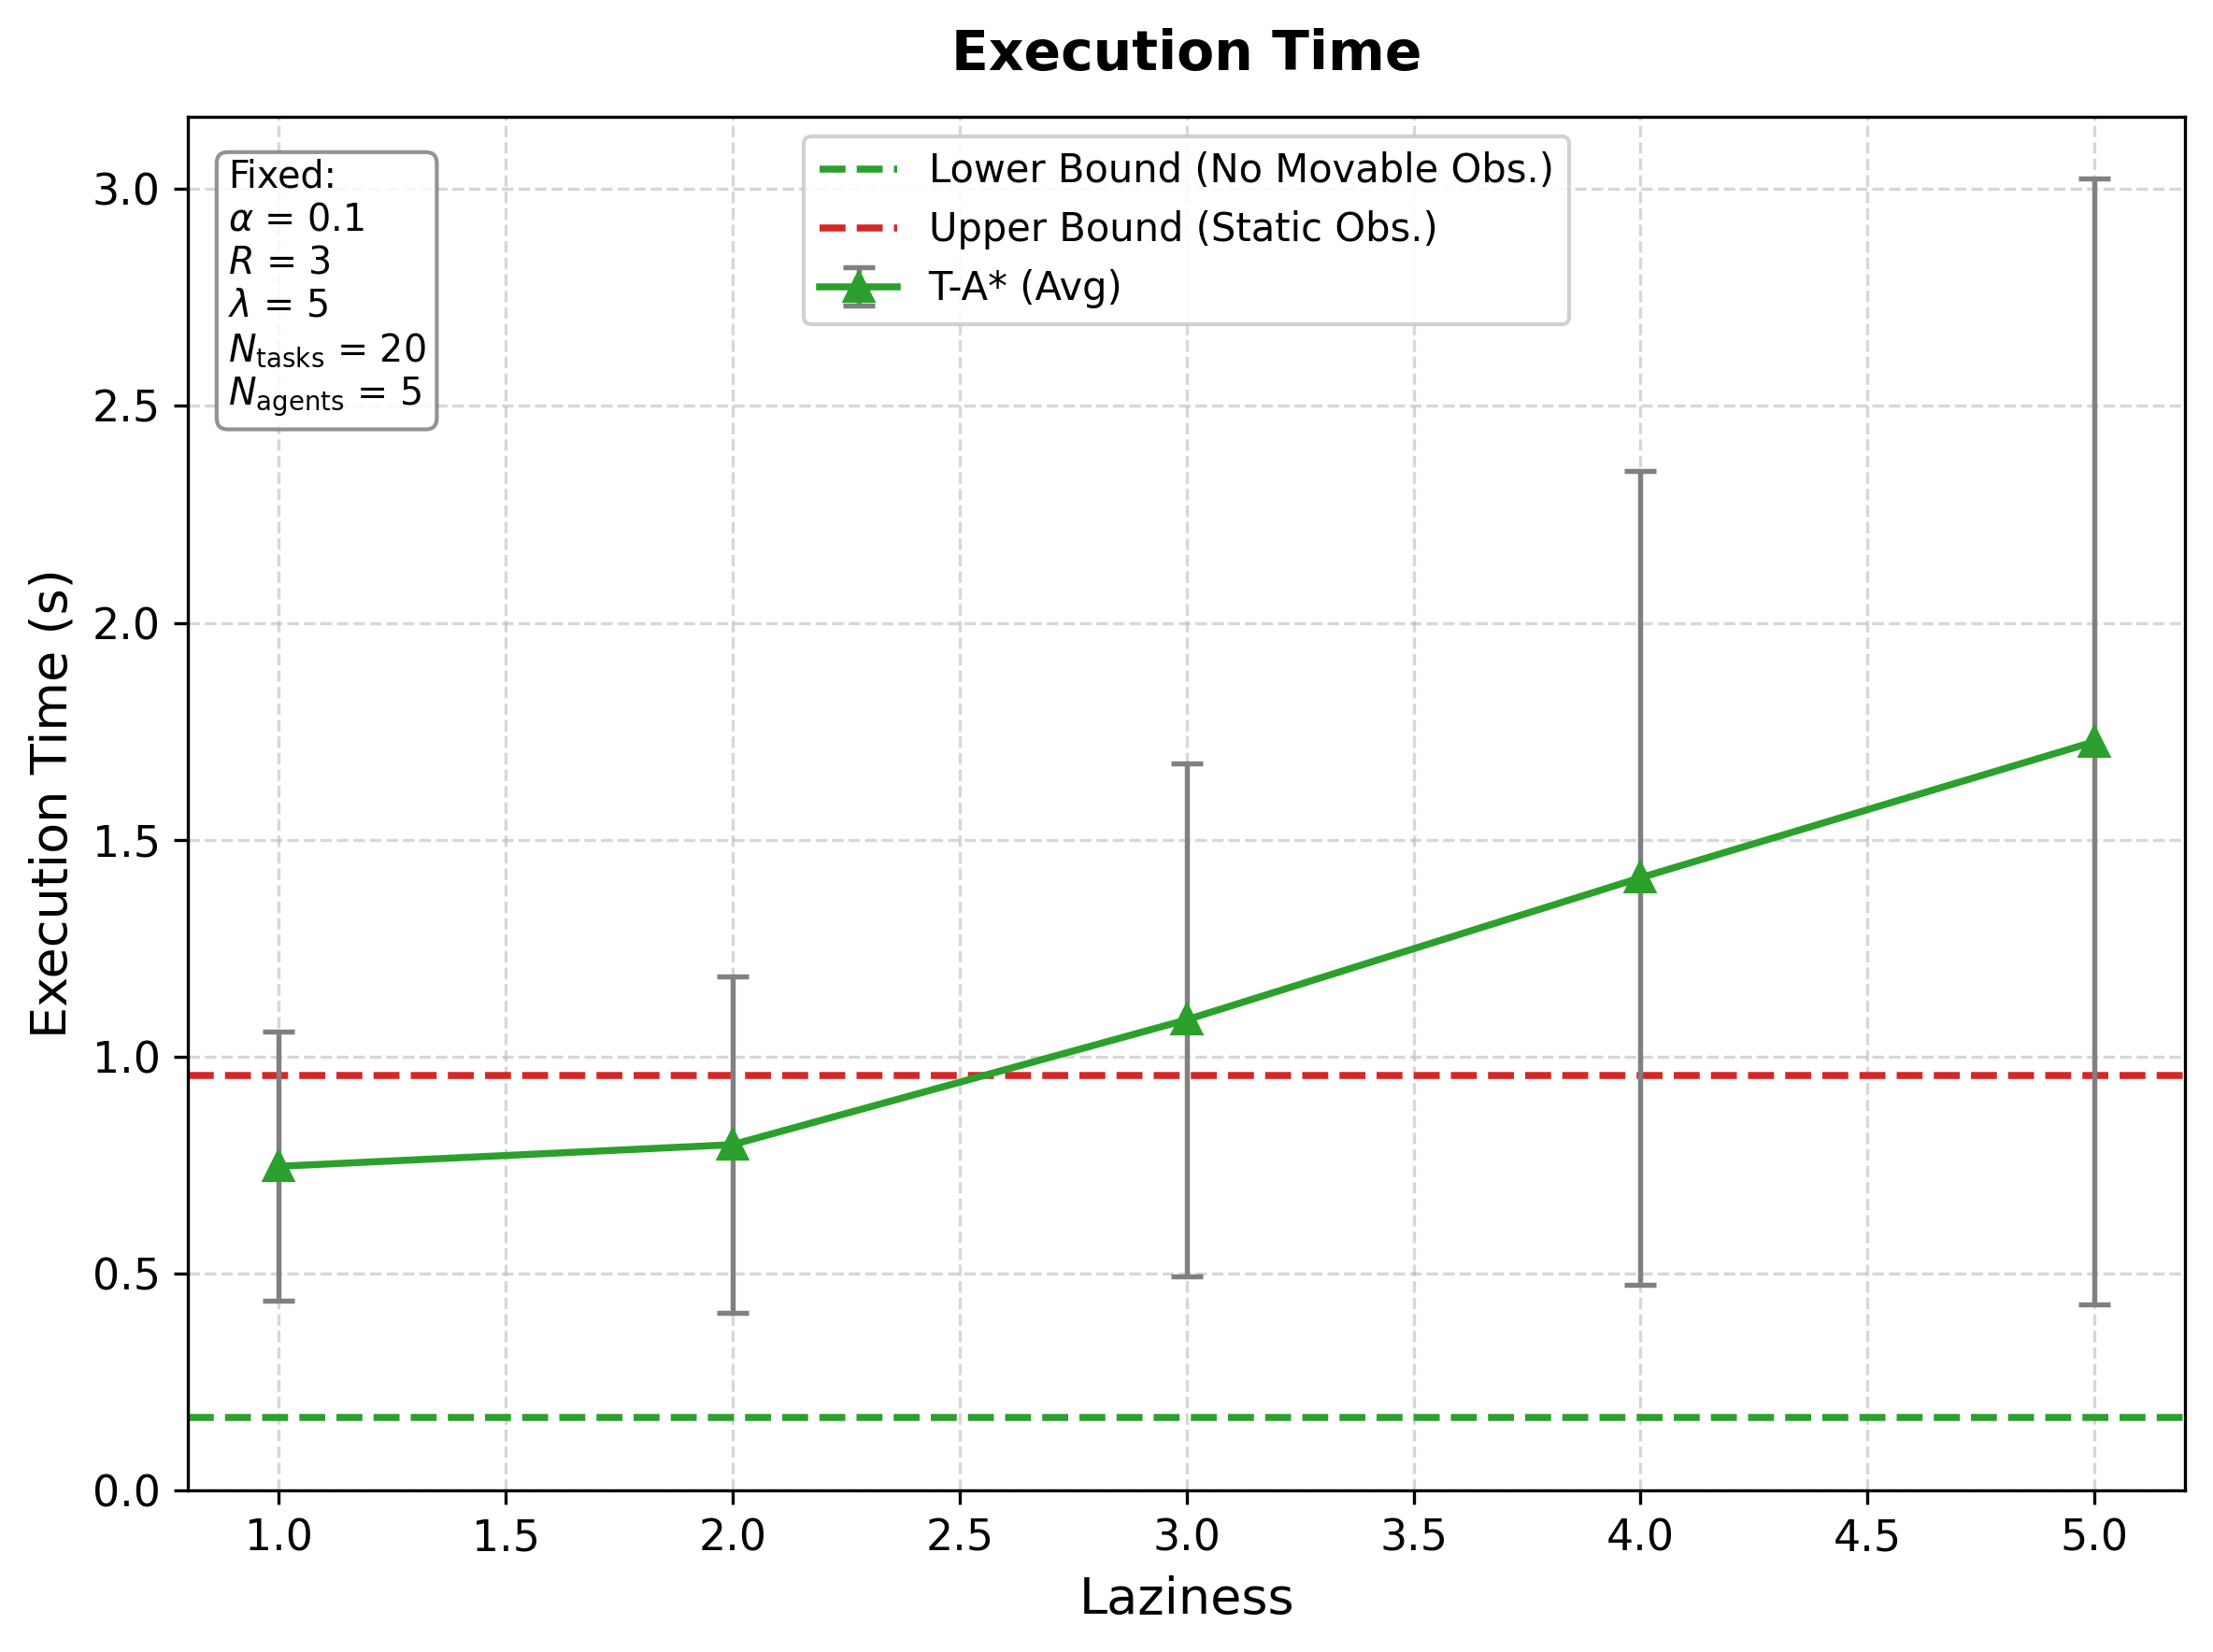 Execution Time
Fixed:
α = 0.1
R = 3
λ = 5
N_tasks = 20
N_agents = 5
Lower Bound (No Movable Obs.)
Upper Bound (Static Obs.)
T-A* (Avg)
Execution Time (s)
3.0
2.5
2.0
1.5
1.0
0.5
0.0
1.0 1.5 2.0 2.5 3.0 3.5 4.0 4.5 5.0
Laziness